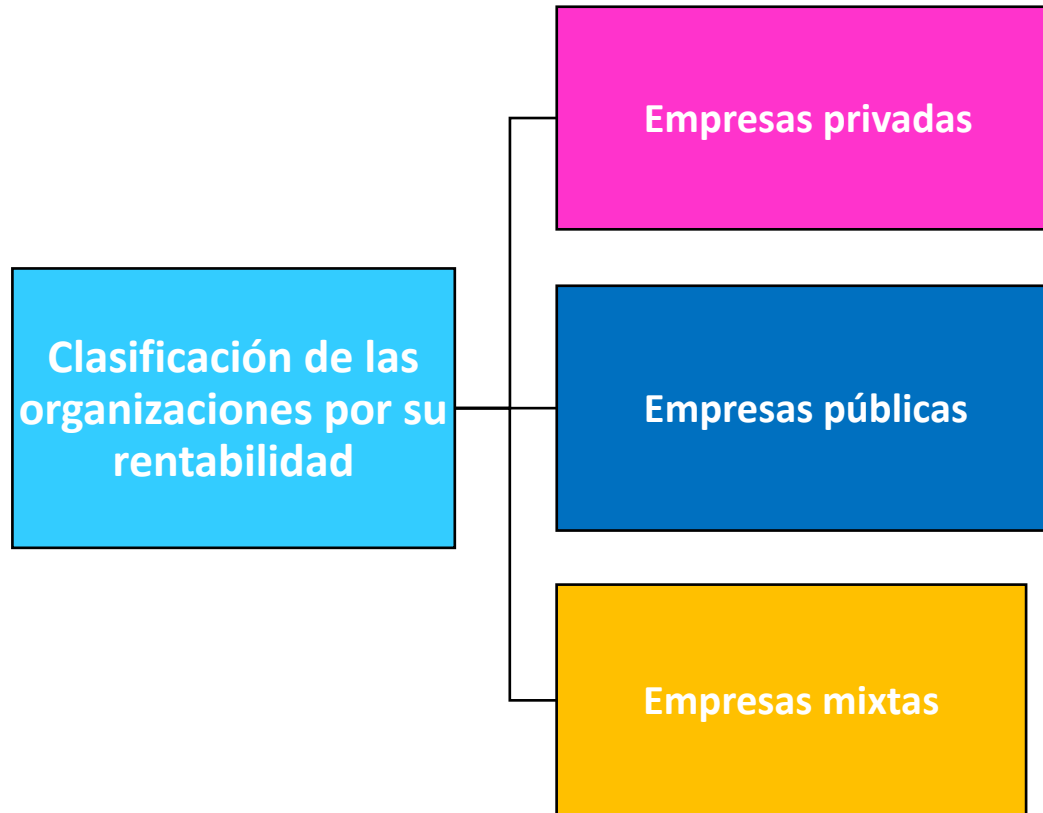 Empresas privadas
Clasificación de las
organizaciones por su
rentabilidad
Empresas públicas
Empresas mixtas